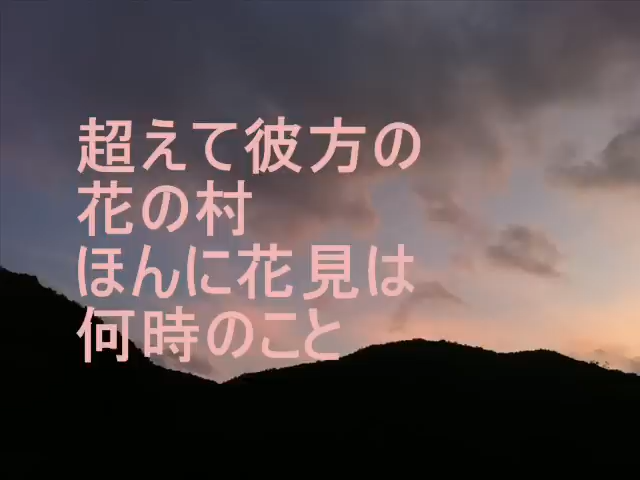 超えて彼方の
花の村
ほんに花見は
何時のこと